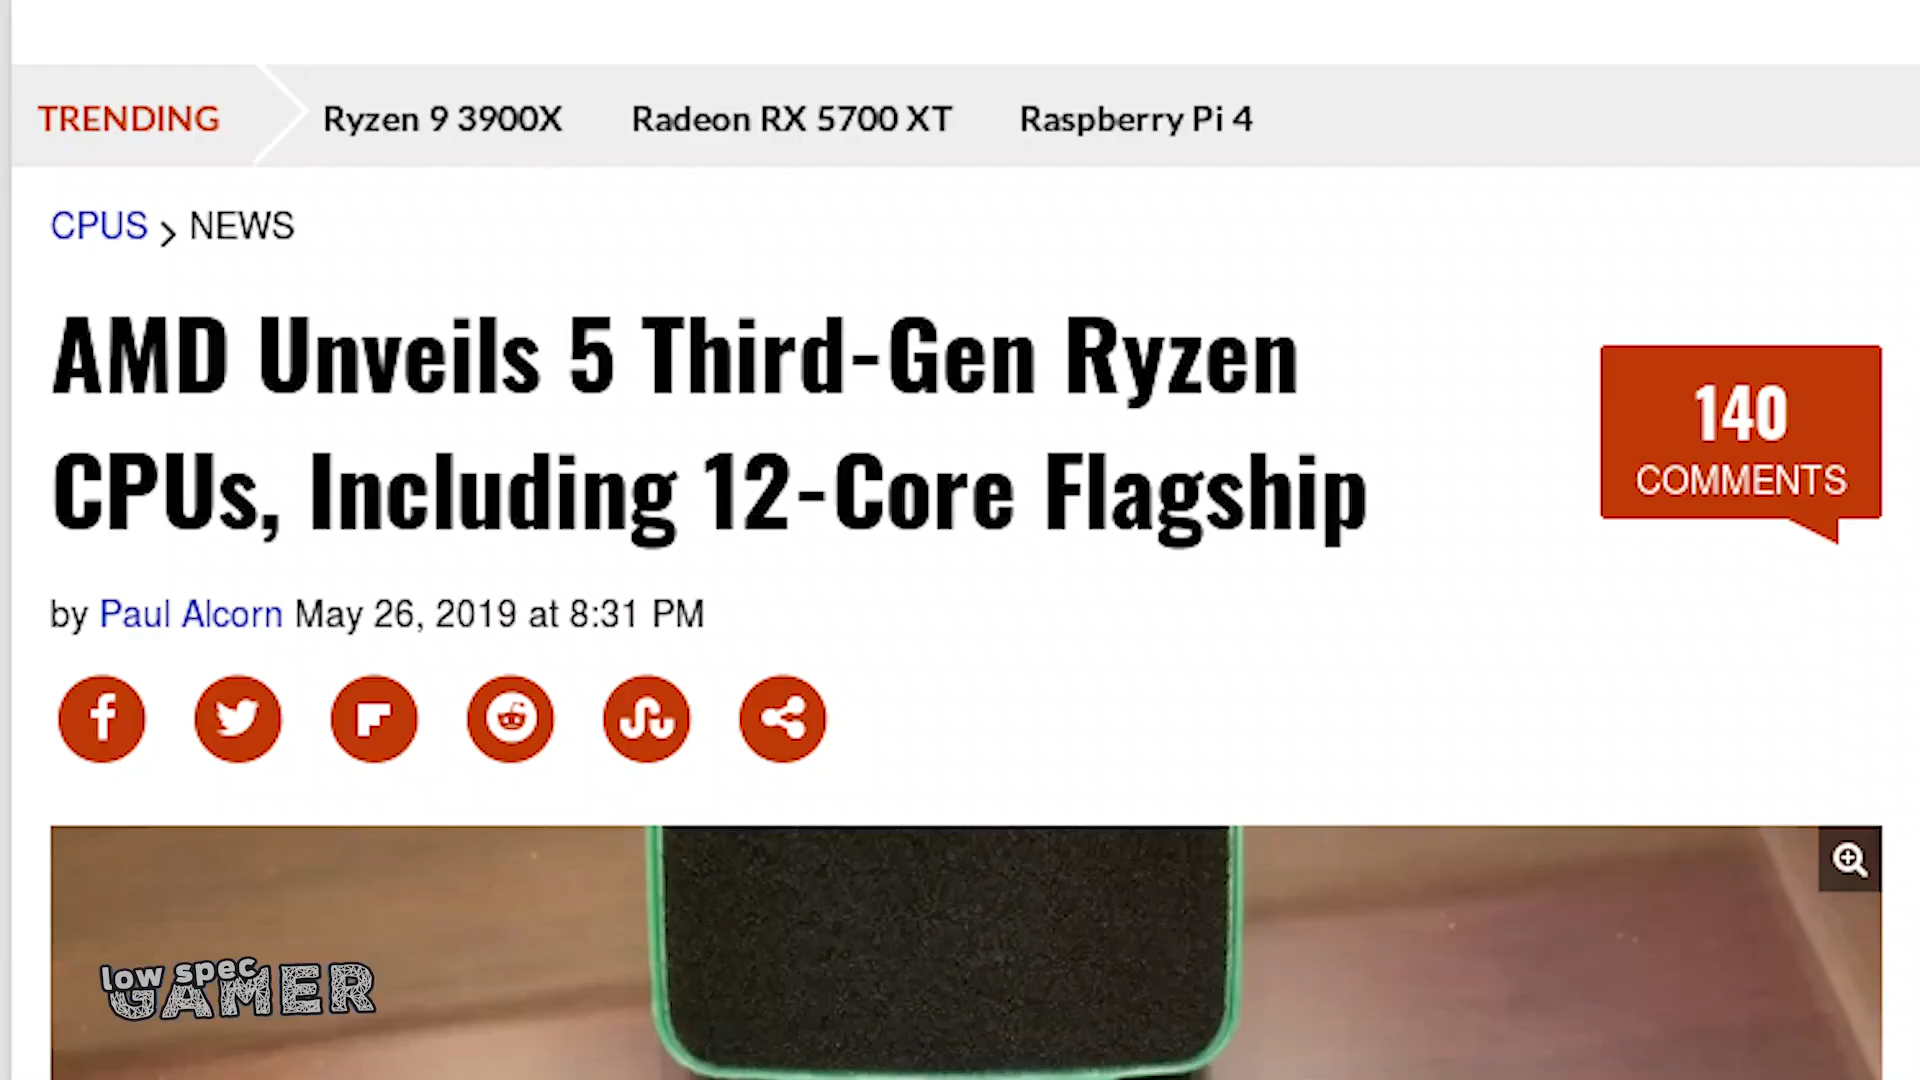 TRENDING Ryzen 9 3900X Radeon RX 5700 XT Raspberry Pi 4
CPUS > NEWS
AMD Unveils 5 Third-Gen Ryzen
CPUs, Including 12-Core Flagship
140
COMMENTS
by Paul Alcorn May 26, 2019 at 8:31 PM
low spec
GAMER